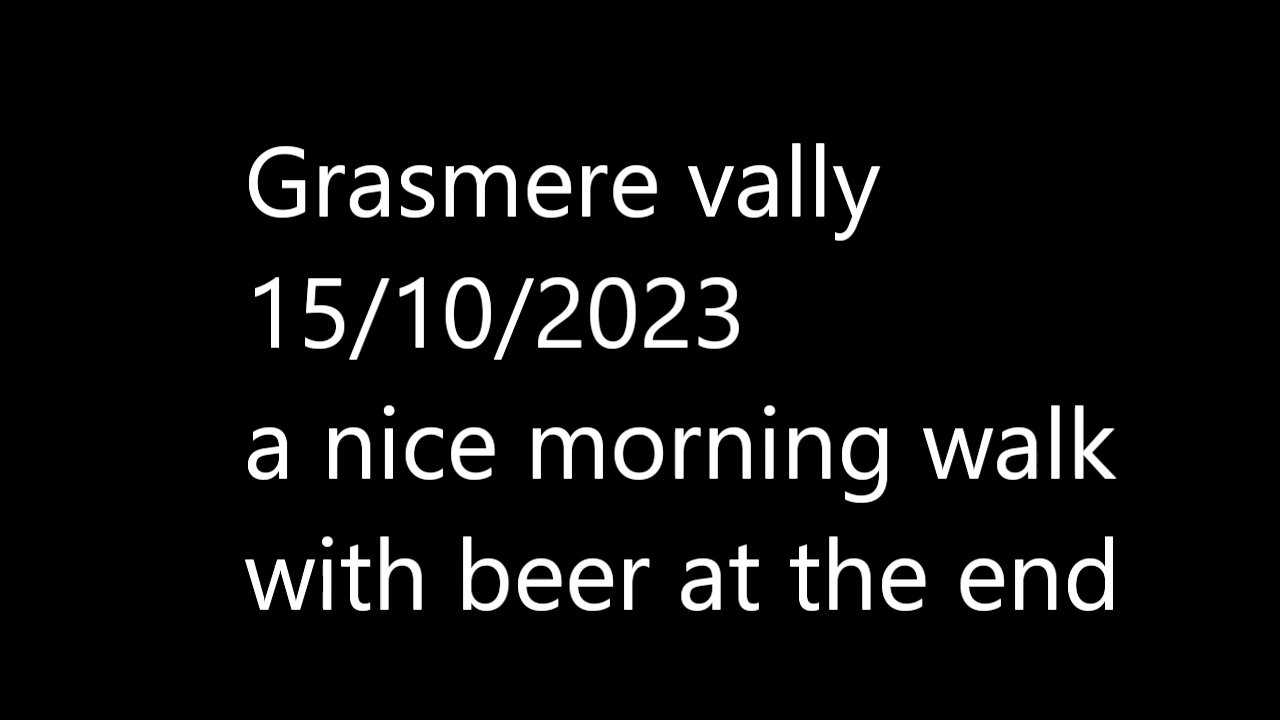 Grasmere vally
15/10/2023
a nice morning walk
with beer at the end